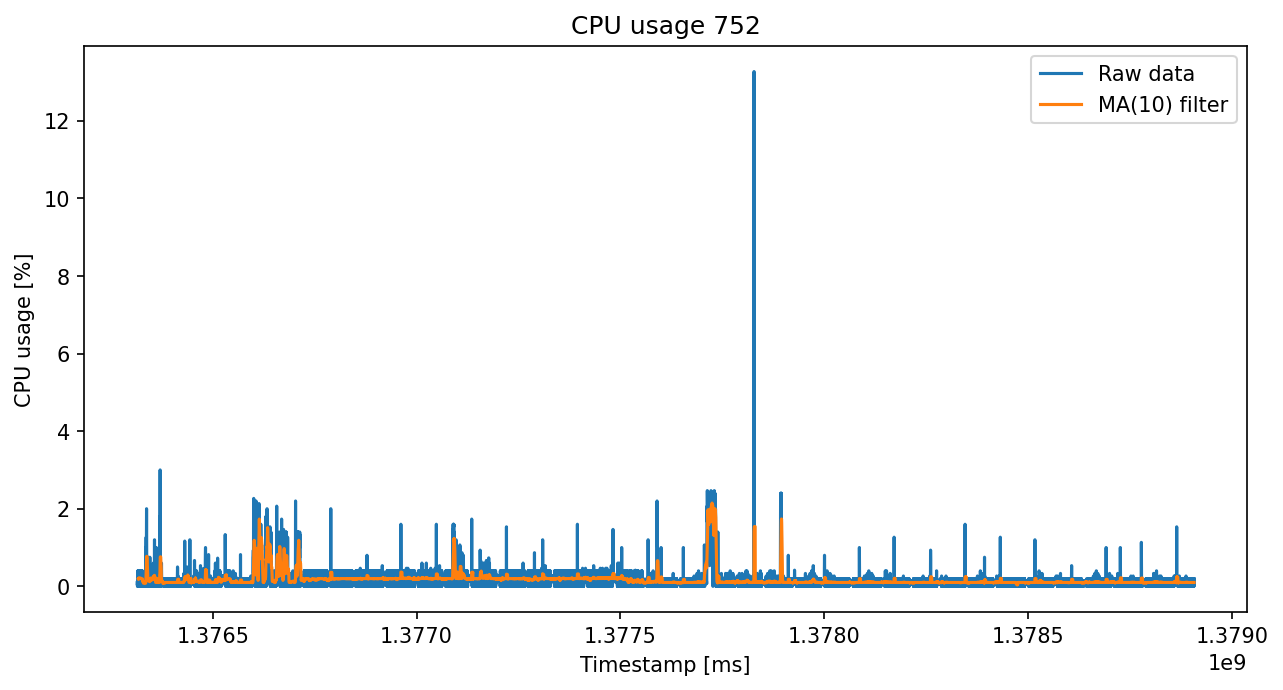 CPU usage 752
Raw data
MA(10) filter
CPU usage [%]
12
10
8
6
4
2
0
1.3765
1.3770
1.3775
1.3780
1.3785
1.3790
1e9
Timestamp [ms]